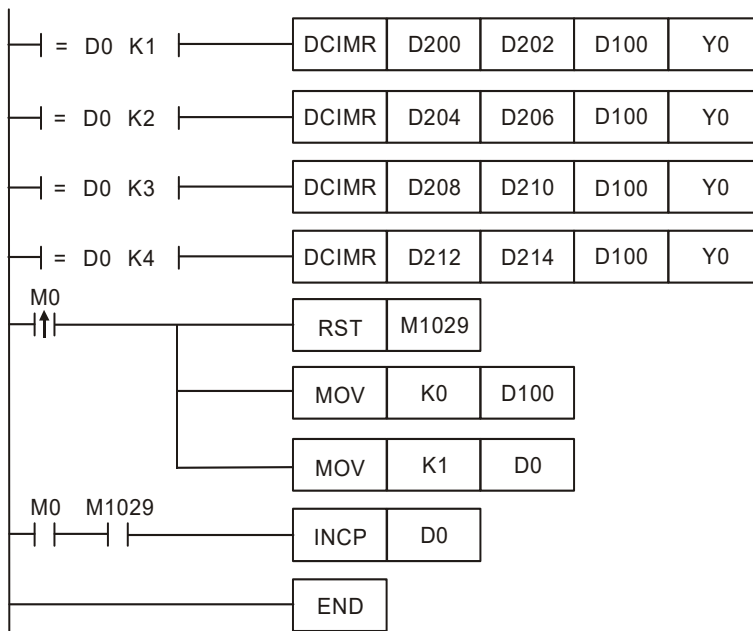 = D0 K1 DCIMR D200 D202 D100 Y0
= D0 K2 DCIMR D204 D206 D100 Y0
= D0 K3 DCIMR D208 D210 D100 Y0
= D0 K4 DCIMR D212 D214 D100 Y0
M0
RST M1029
MOV K0 D100
MOV K1 D0
M0 M1029
INCP D0
END